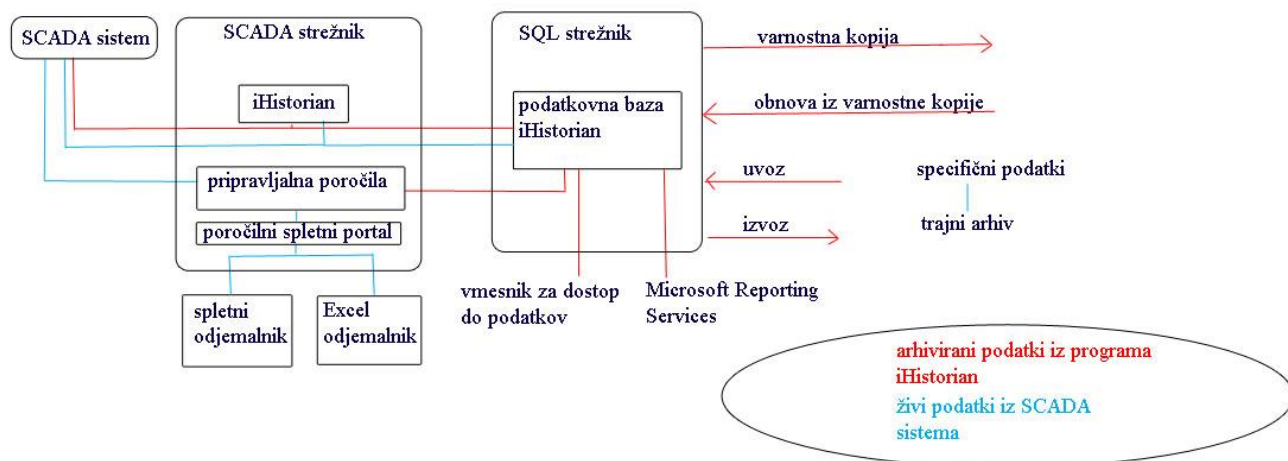 SCADA sistem
SCADA strežnik
iHistorian
pripravljalna poročila
poročilni spletni portal
spletni
odjemalnik
Excel
odjemalnik
SQL strežnik
podatkovna baza
iHistorian
vmesnik za dostop
do podatkov
Microsoft Reporting
Services
varnostna kopija
obnova iz varnostne kopije
uvoz
specifični podatki
izvoz
trajni arhiv
arhivirani podatki iz programa
iHistorian
živi podatki iz SCADA
sistema